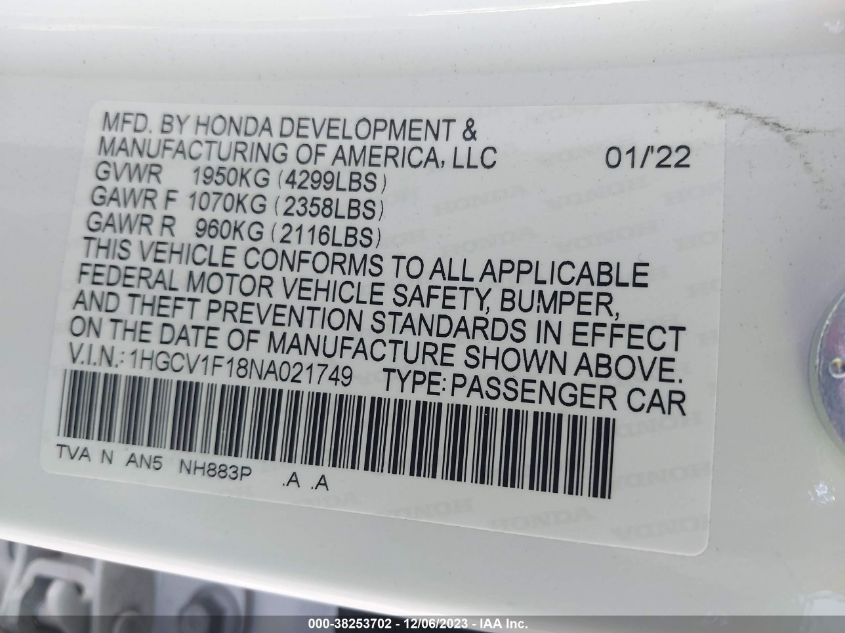 MFD. BY HONDA DEVELOPMENT &
MANUFACTURING OF AMERICA, LLC 01/'22
GVWR 1950KG (4299LBS)
GAWR F 1070KG (2358LBS)
GAWR R 960KG (2116LBS)
THIS VEHICLE CONFORMS TO ALL APPLICABLE
FEDERAL MOTOR VEHICLE SAFETY, BUMPER,
AND THEFT PREVENTION STANDARDS IN EFFECT
ON THE DATE OF MANUFACTURE SHOWN ABOVE.
V.I.N.: 1HGCV1F18NA021749 TYPE: PASSENGER CAR
TVA N AN5 NH883P .A .A
000-38253702 - 12/06/2023 - IAA Inc.